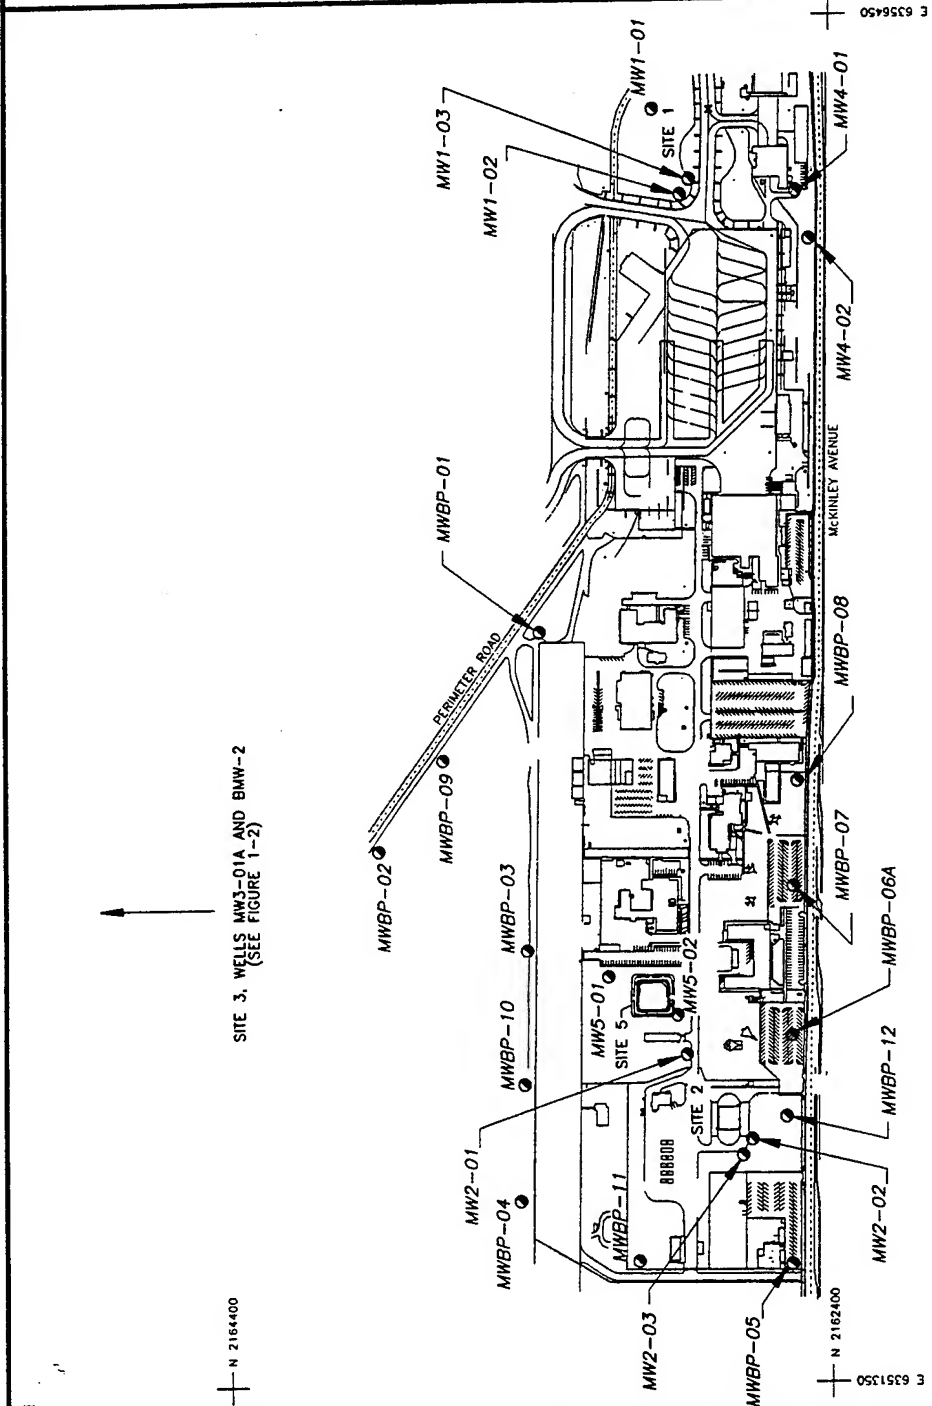 E 6356450
MW1-01
MW1-03
MW1-02
SITE 1
MW4-01
MW4-02
McKINLEY AVENUE
MWBP-01
PERIMETER ROAD
MWBP-09
MWBP-02
MWBP-08
MWBP-07
MWBP-06A
MWBP-03
MWBP-10
MW5-01
SITE 5
MW5-02
SITE 2
MWBP-12
MW2-01
MWBP-04
MWBP-11
MW2-02
MW2-03
MWBP-05
SITE 3, WELLS MW3-01A AND BMW-2
(SEE FIGURE 1-2)
N 2164400
N 2162400
E 6351350